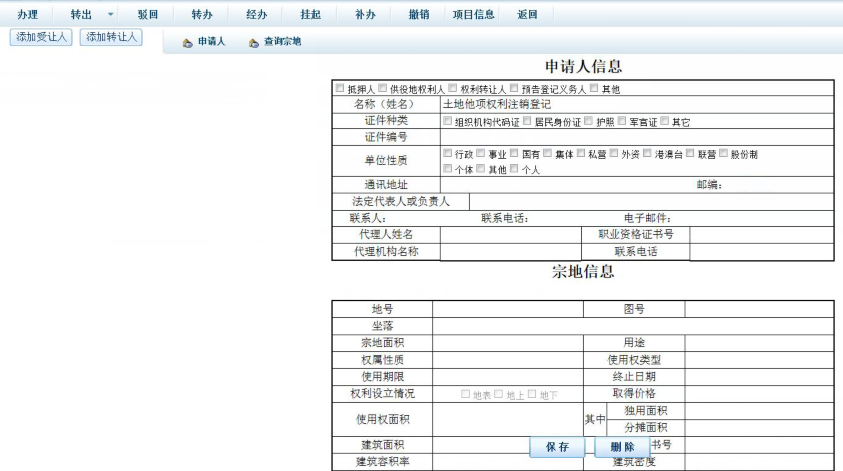 办理 转出 驳回 转办 经办 挂起 补办 撤销 项目信息 返回
添加受让人 添加转让人 申请人 查询宗地
申请人信息
抵押人 供役地权利人 权利转让人 预告登记义务人 其他
名称（姓名） 土地他项权利注销登记
证件种类 组织机构代码证 居民身份证 护照 军官证 其它
证件编号
单位性质 行政 事业 国有 集体 私营 外资 港澳台 联营 股份制
个体 其他 个人
通讯地址 邮编：
法定代表人或负责人
联系人： 联系电话： 电子邮件：
代理人姓名 职业资格证书号
代理机构名称 联系电话
宗地信息
地号 图号
坐落
宗地面积 用途
权属性质 使用权类型
使用期限 终止日期
权利设立情况 地表 地上 地下 取得价格
使用权面积 其中 独用面积
分摊面积
建筑面积 保存 删除 书号
建筑容积率 建筑密度